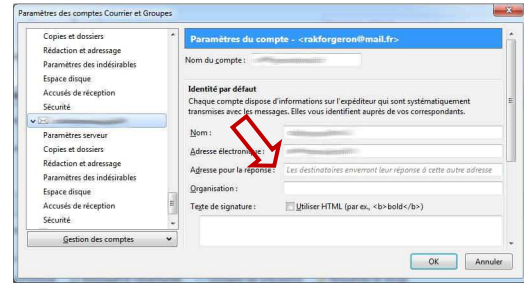 Paramètres des comptes Courrier et Groupes
Copies et dossiers
Rédaction et adressage
Paramètres des indésirables
Espace disque
Accusés de réception
Sécurité
Paramètres serveur
Copies et dossiers
Rédaction et adressage
Paramètres des indésirables
Espace disque
Accusés de réception
Sécurité
Gestion des comptes
Paramètres du compte - <rakforgeron@mail.fr>
Nom du compte :
Identité par défaut
Chaque compte dispose d'informations sur l'expéditeur qui sont systématiquement
transmises avec les messages. Elles vous identifient auprès de vos correspondants.
Nom :
Adresse électronique :
Adresse pour la réponse : Les destinataires enverront leur réponse à cette autre adresse
Organisation :
Texte de signature : Utiliser HTML (par ex., <b>bold</b>)
OK Annuler